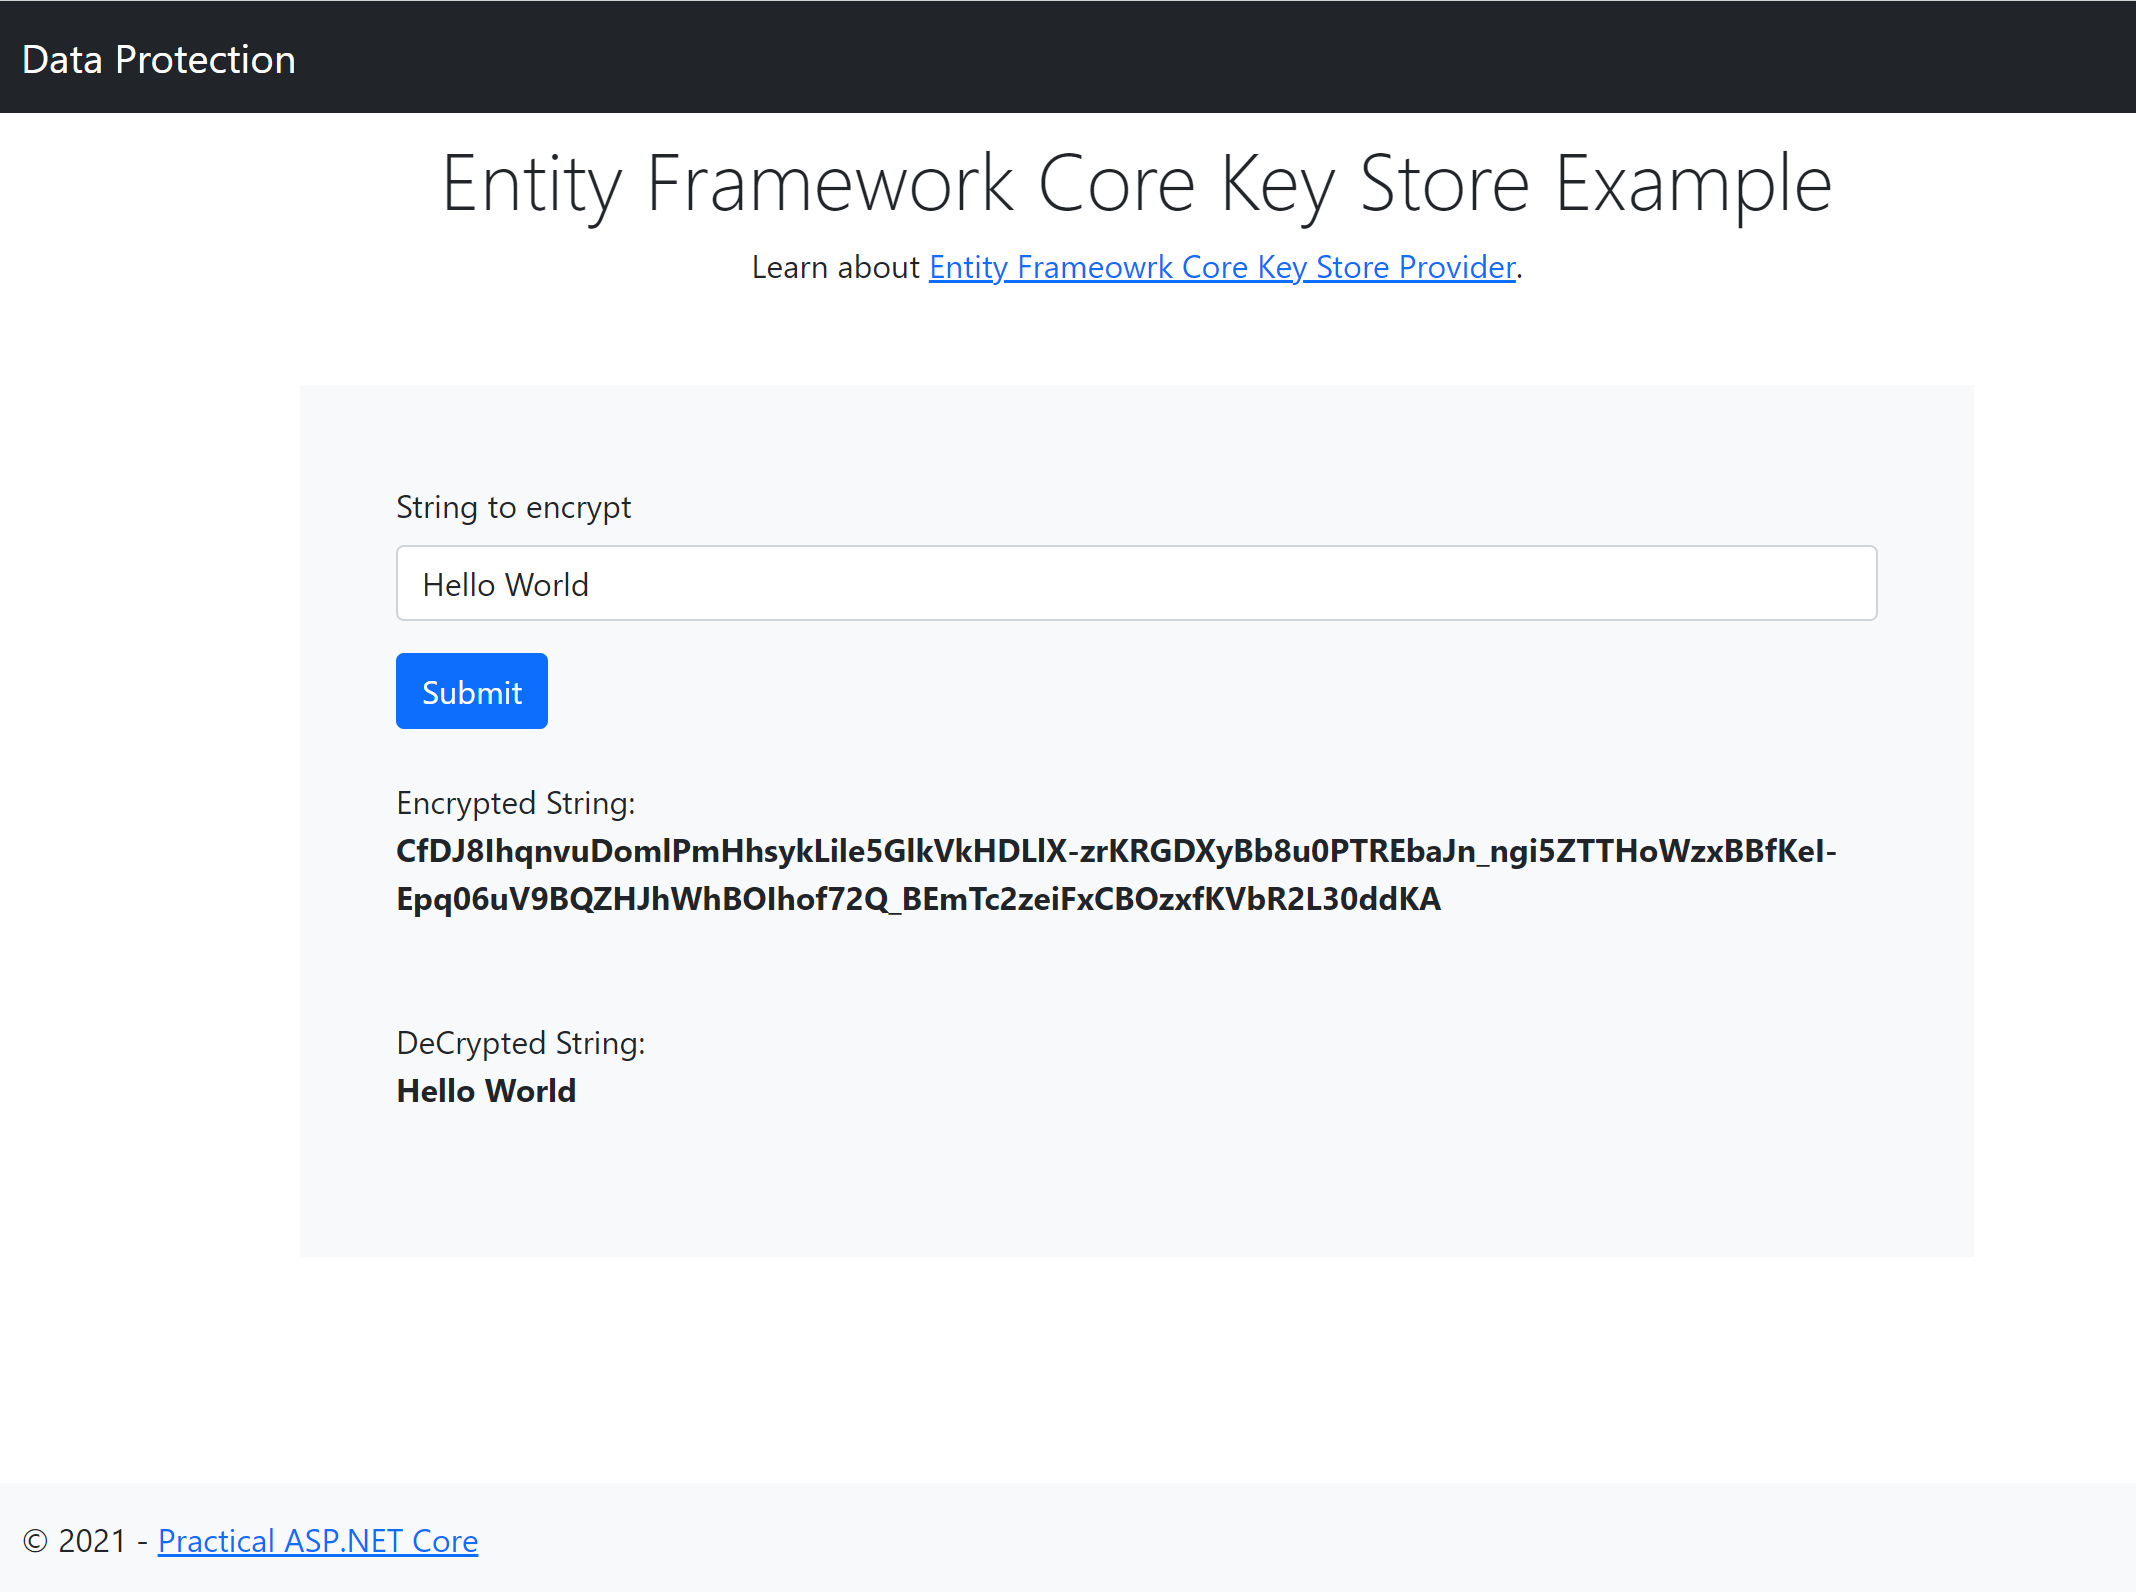 Data Protection
Entity Framework Core Key Store Example
Learn about Entity Frameowrk Core Key Store Provider.
String to encrypt
Hello World
Submit
Encrypted String:
CfDJ8IhqnvuDomlPmHhsykLile5GlkVkHDLlX-zrKRGDXyBb8u0PTREbaJn_ngi5ZTTHoWzxBBfKeI-
Epq06uV9BQZHJhWhBOIhof72Q_BEmTc2zeiFxCBOzxfKVbR2L30ddKA
DeCrypted String:
Hello World
© 2021 - Practical ASP.NET Core